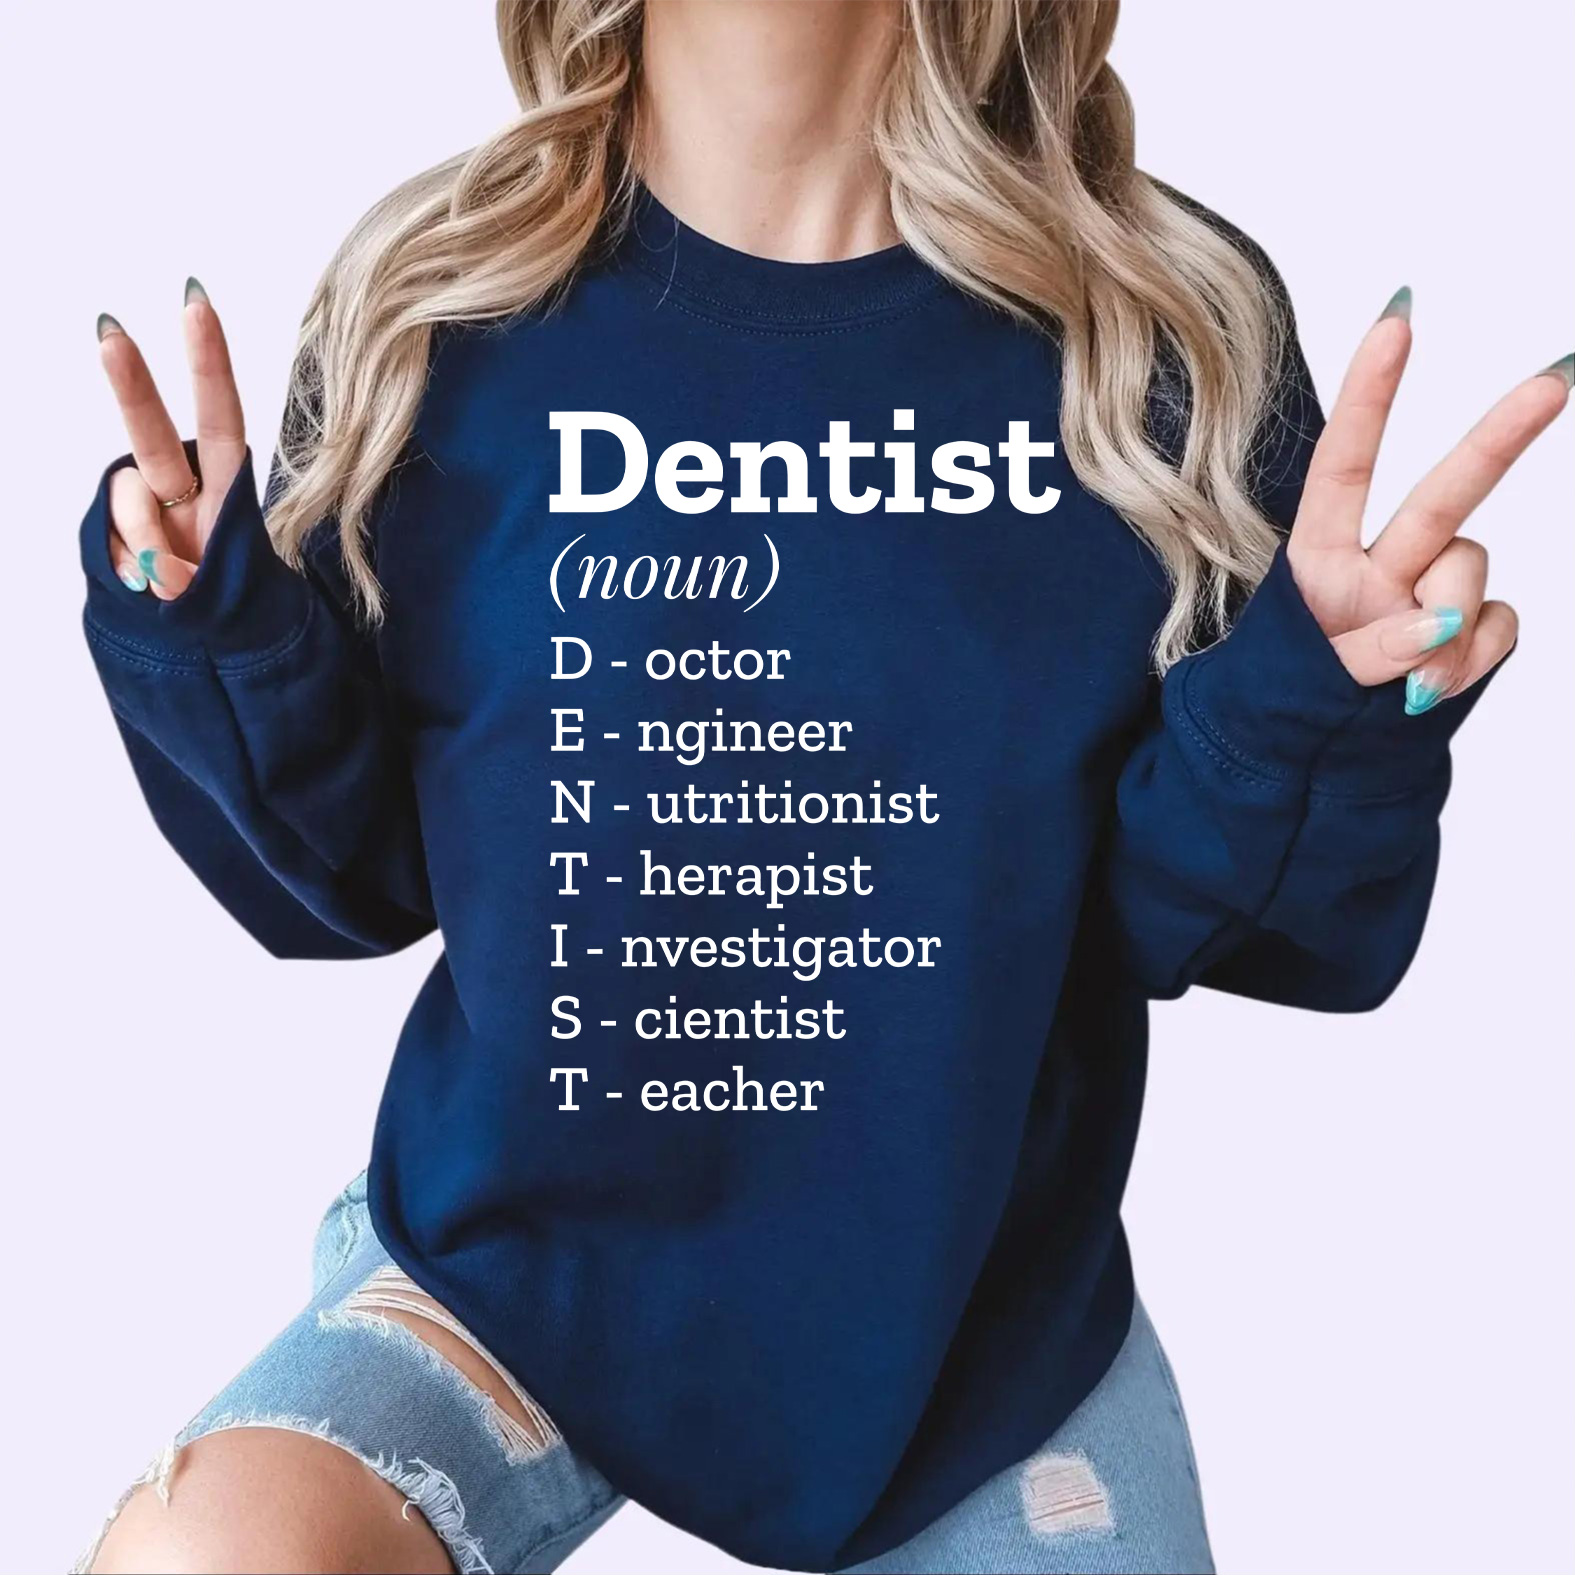 Dentist
(noun)
D - octor
E - ngineer
N - utritionist
T - herapist
I - nvestigator
S - cientist
T - eacher